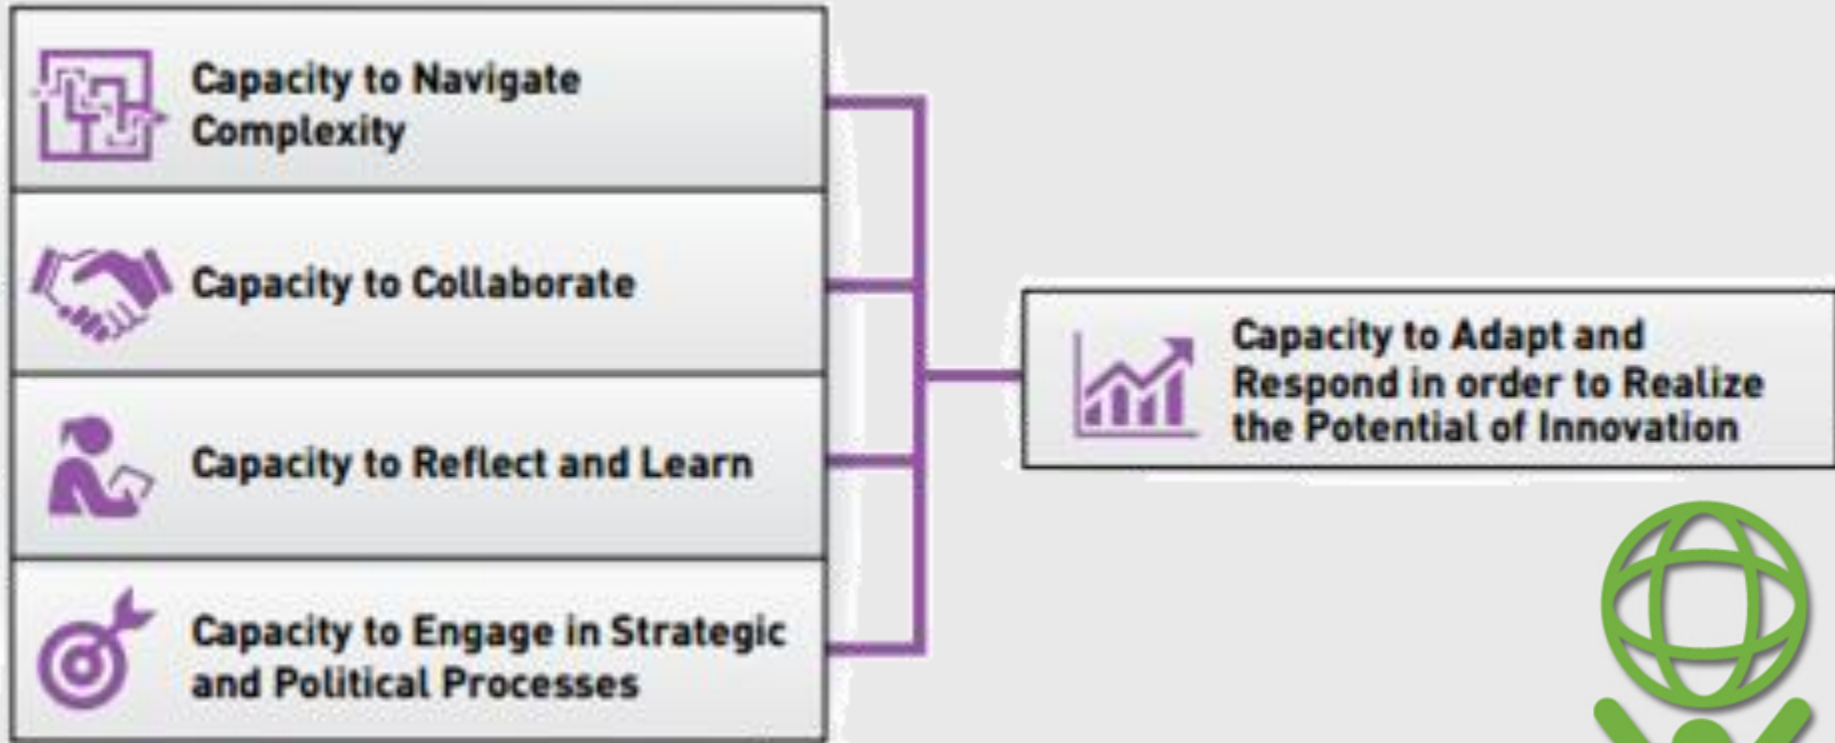 Capacity to Navigate
Complexity
Capacity to Collaborate
Capacity to Reflect and Learn
Capacity to Engage in Strategic
and Political Processes
Capacity to Adapt and
Respond in order to Realize
the Potential of Innovation